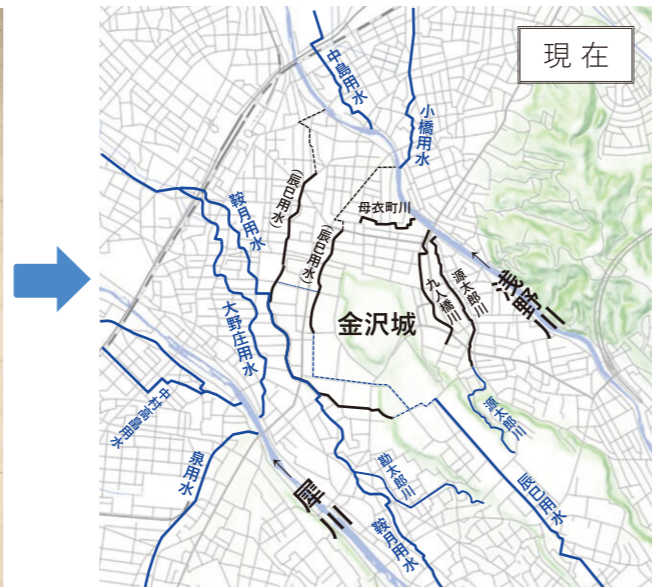 現在
中島用水
小橋用水
鞍月用水
(辰巳用水)
(辰巳用水)
母衣町川
大野庄用水
金沢城
九人橋川
源太郎川
浅野川
源太郎川
中村高畠用水
泉用水
犀川
勘太郎川
鞍月用水
辰巳用水